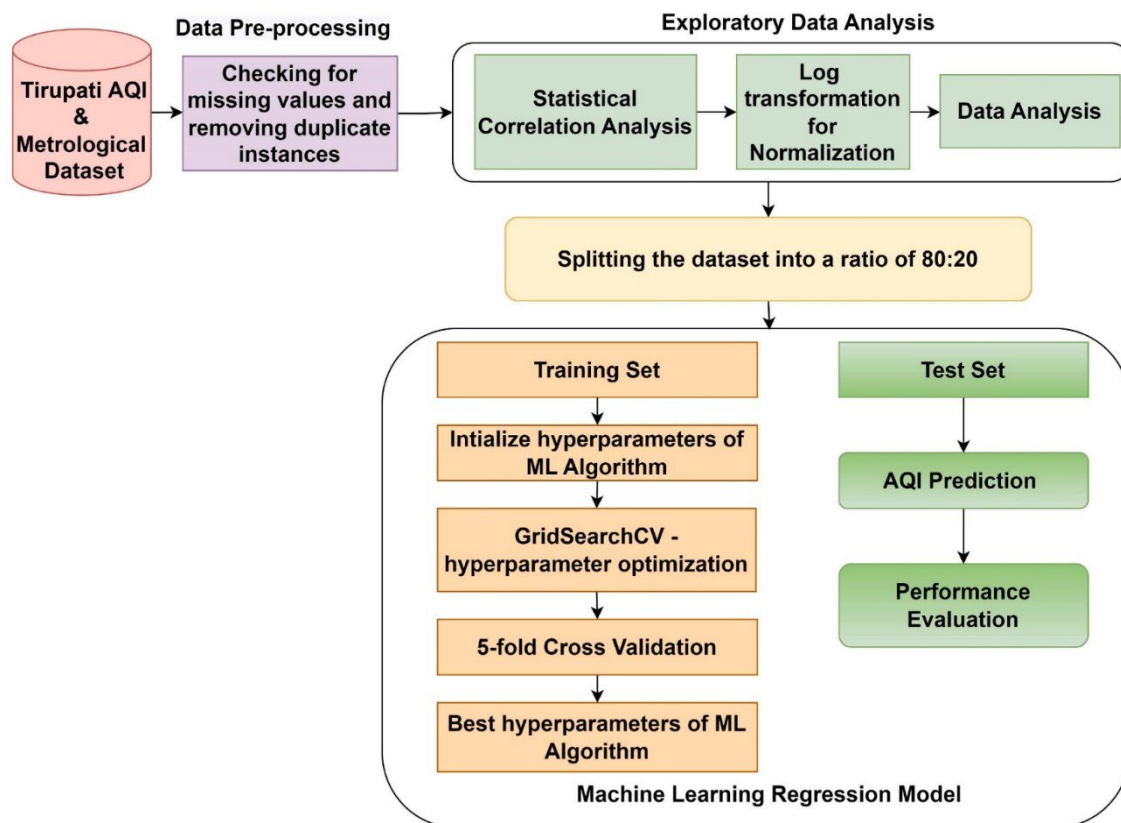 Data Pre-processing
Exploratory Data Analysis
Tirupati AQI
&
Metrological
Dataset
Checking for
missing values and
removing duplicate
instances
Statistical
Correlation Analysis
Log
transformation
for
Normalization
Data Analysis
Splitting the dataset into a ratio of 80:20
Training Set
Intialize hyperparameters of
ML Algorithm
GridSearchCV -
hyperparameter optimization
5-fold Cross Validation
Best hyperparameters of ML
Algorithm
Test Set
AQI Prediction
Performance
Evaluation
Machine Learning Regression Model